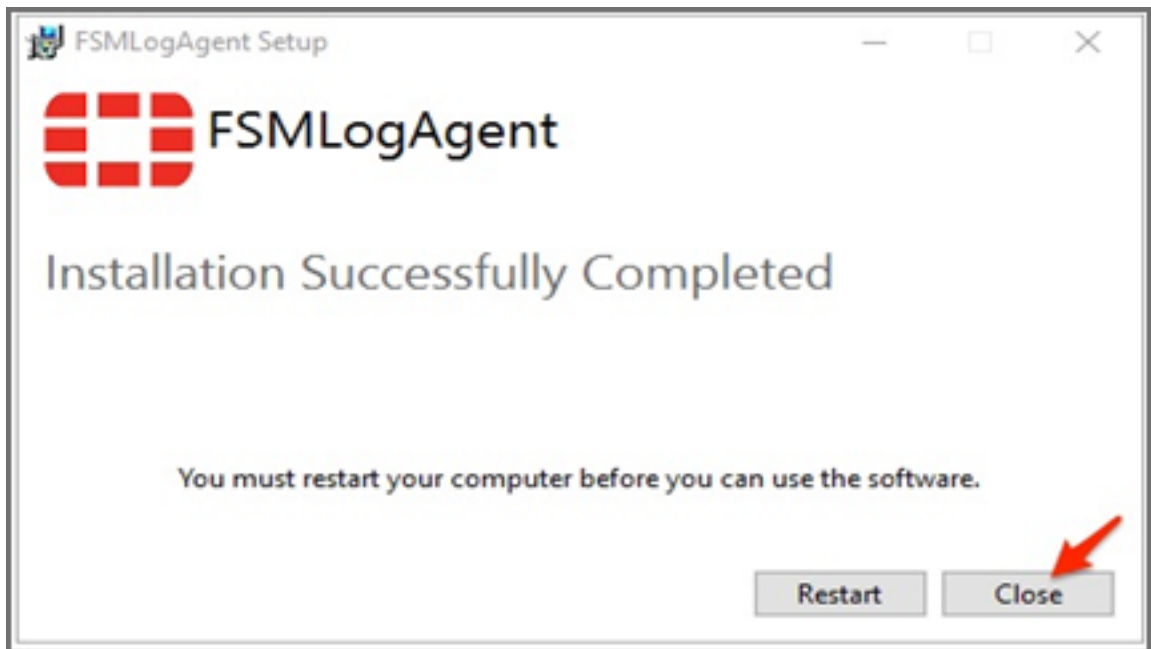 FSMLogAgent Setup
FSMLogAgent
Installation Successfully Completed
You must restart your computer before you can use the software.
Restart
Close